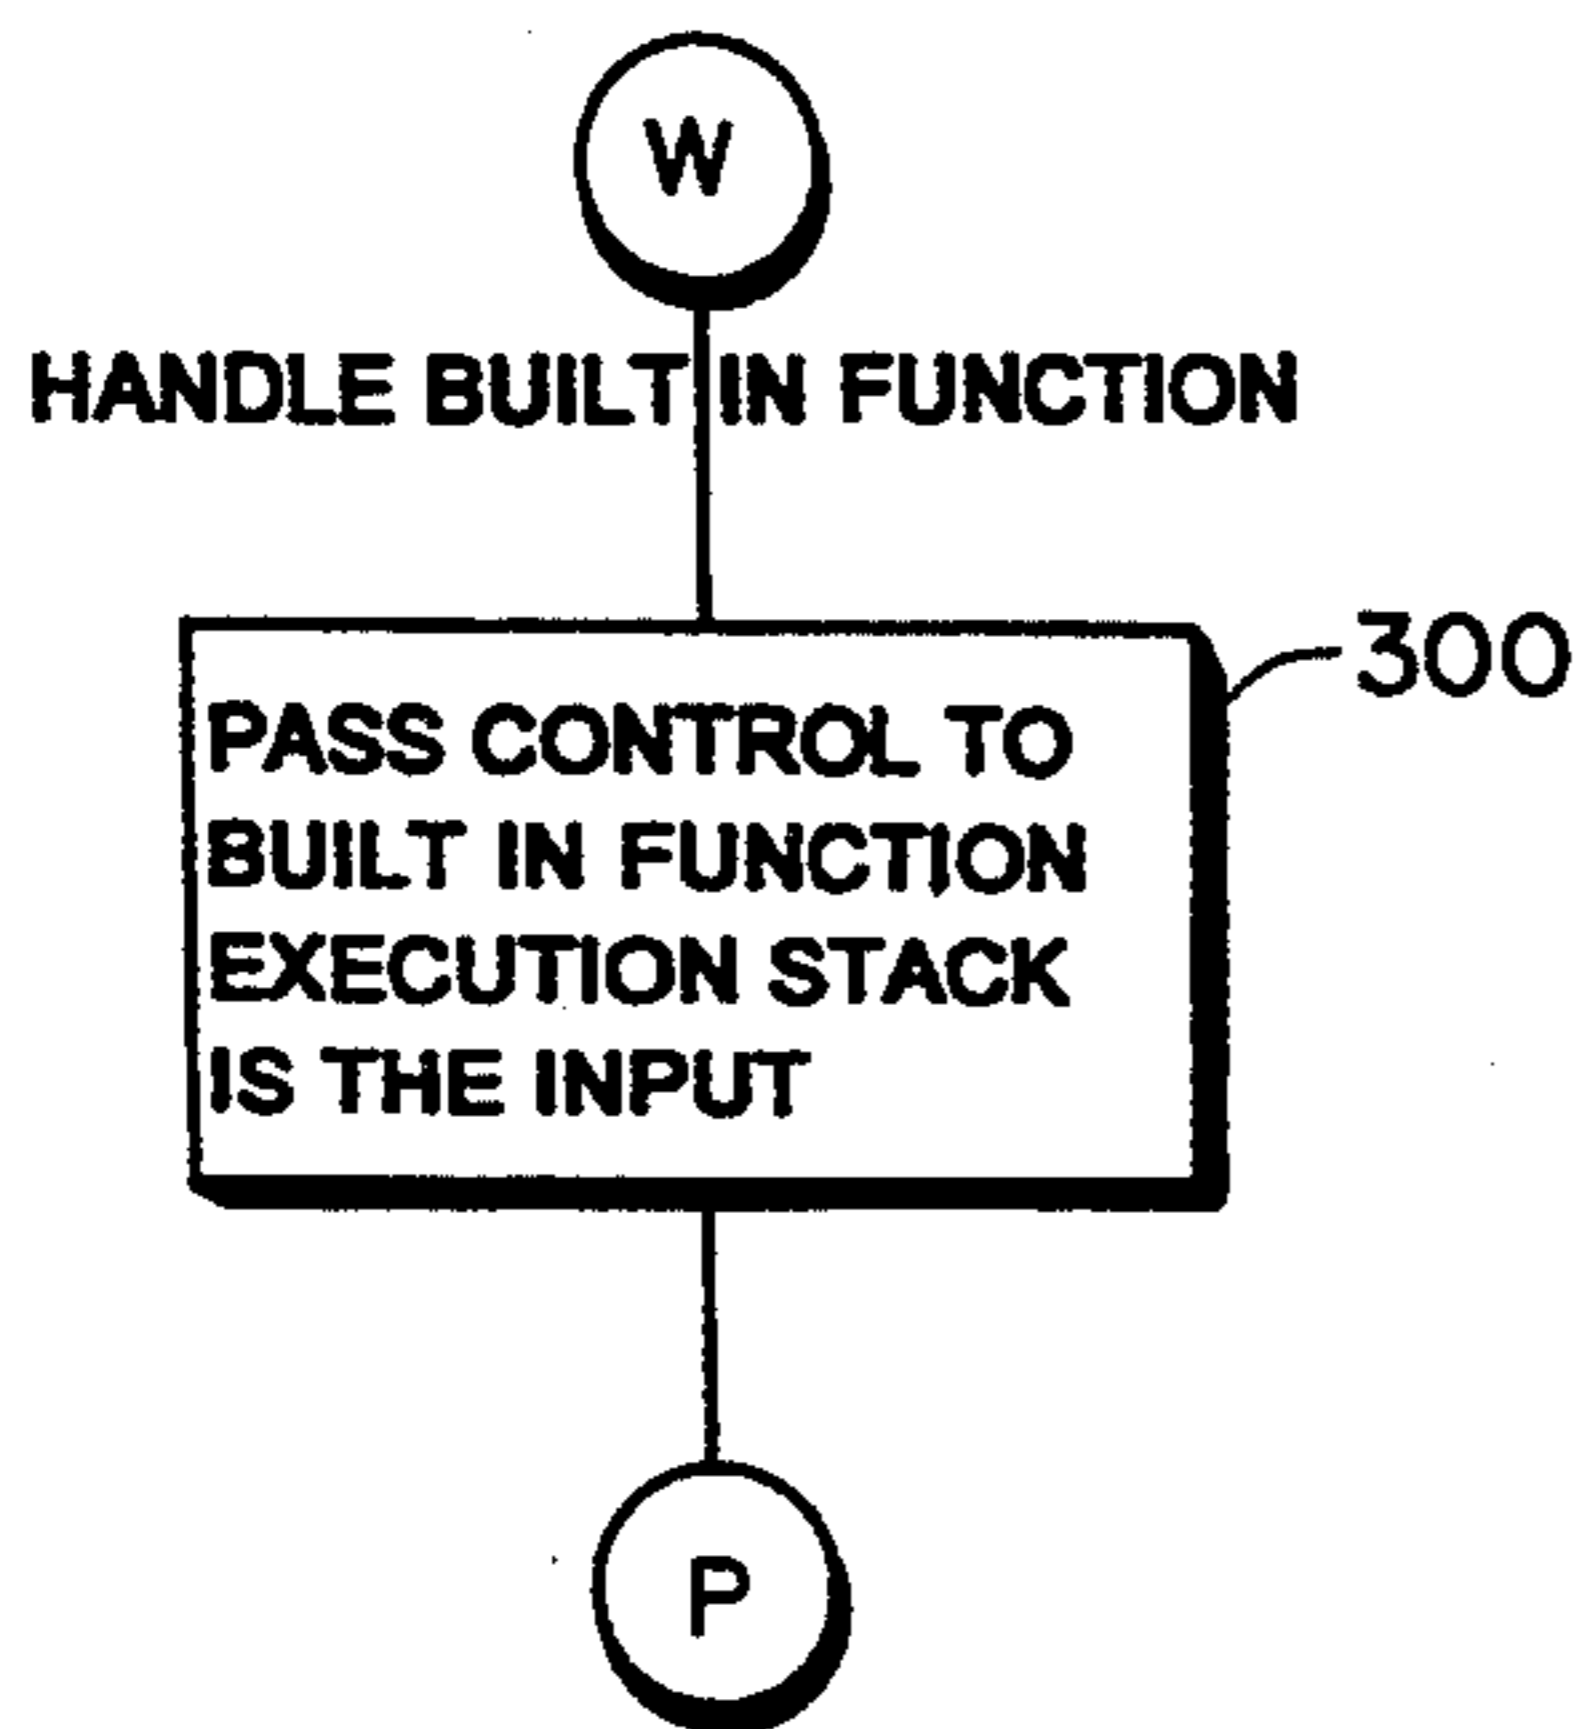 W
HANDLE BUILT IN FUNCTION
300
PASS CONTROL TO
BUILT IN FUNCTION
EXECUTION STACK
IS THE INPUT
P